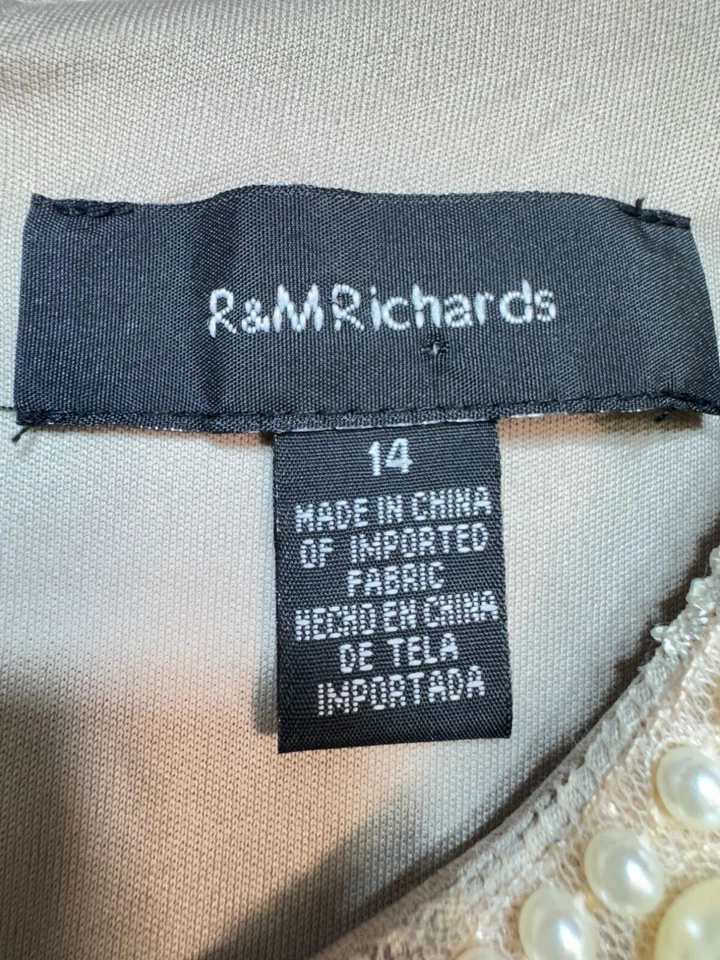 R&M Richards
14
MADE IN CHINA
OF IMPORTED
FABRIC
HECHO EN CHINA
DE TELA
IMPORTADA